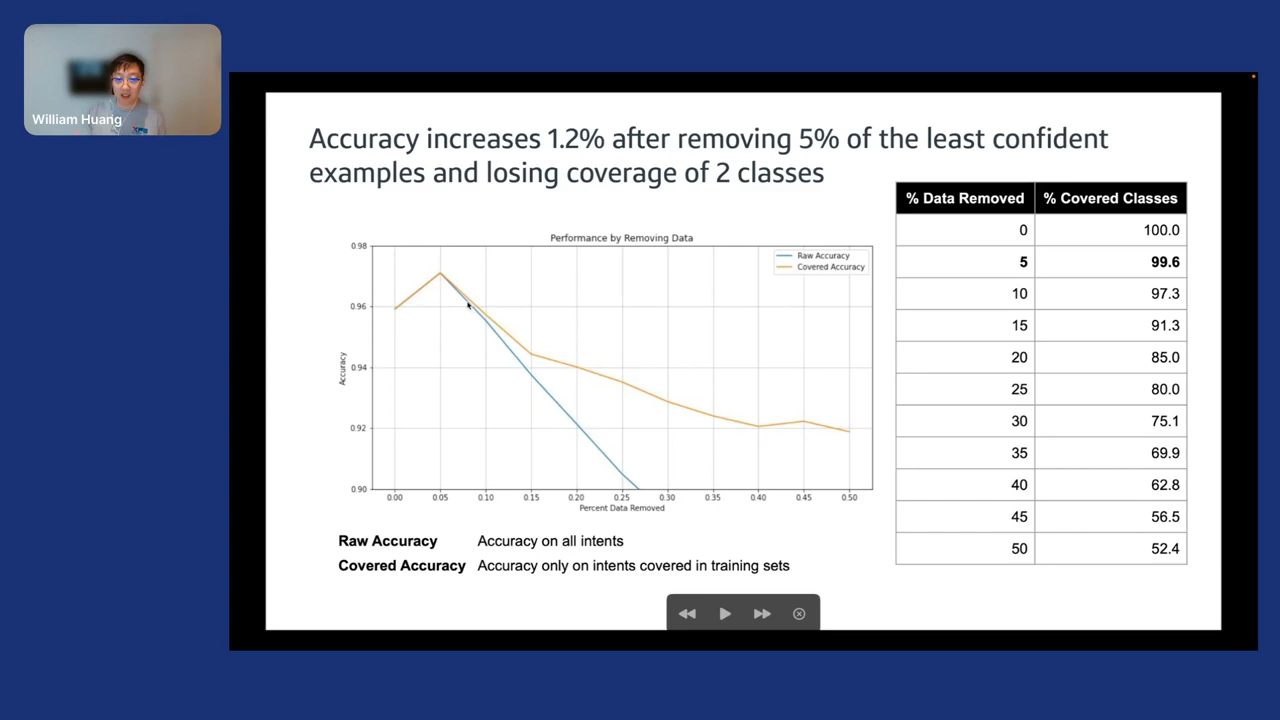 William Huang
Accuracy increases 1.2% after removing 5% of the least confident
examples and losing coverage of 2 classes
% Data Removed % Covered Classes
0 100.0
5 99.6
10 97.3
15 91.3
20 85.0
25 80.0
30 75.1
35 69.9
40 62.8
45 56.5
50 52.4
Performance by Removing Data
Raw Accuracy
Covered Accuracy
Accuracy
0.98
0.96
0.94
0.92
0.90
0.00 0.05 0.10 0.15 0.20 0.25 0.30 0.35 0.40 0.45 0.50
Percent Data Removed
Raw Accuracy Accuracy on all intents
Covered Accuracy Accuracy only on intents covered in training sets